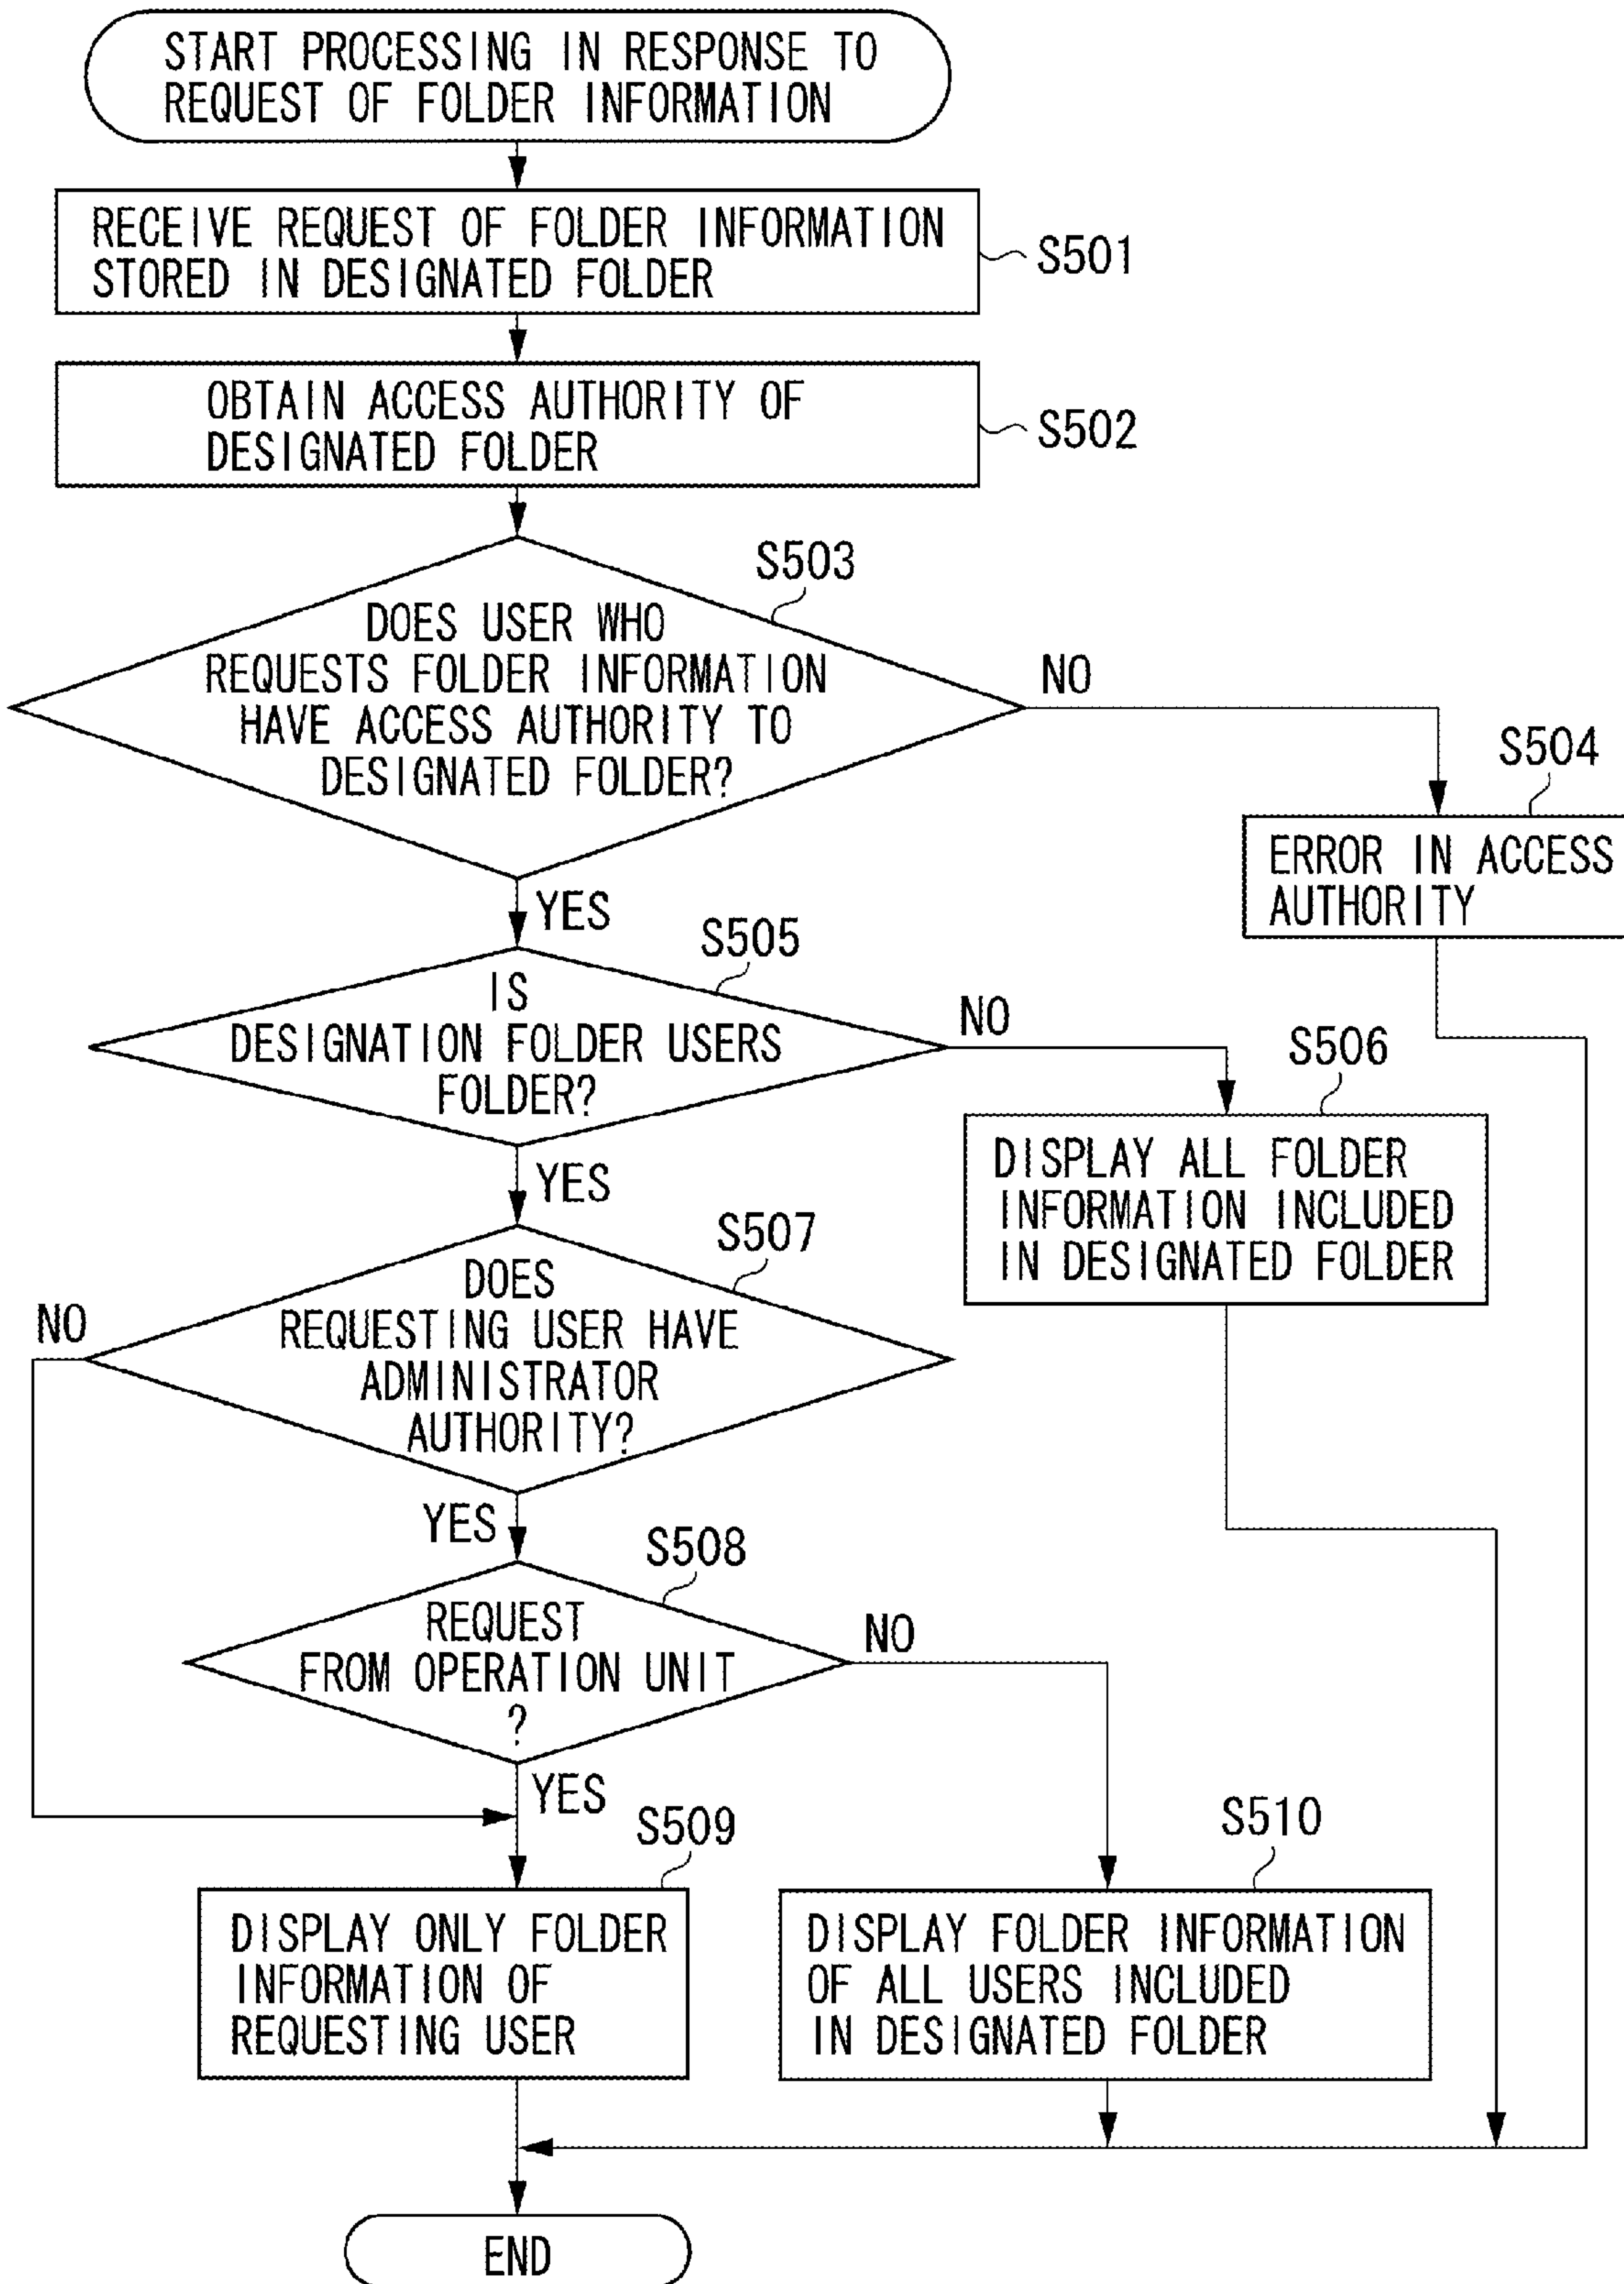 START PROCESSING IN RESPONSE TO
REQUEST OF FOLDER INFORMATION
RECEIVE REQUEST OF FOLDER INFORMATION
STORED IN DESIGNATED FOLDER
S501
OBTAIN ACCESS AUTHORITY OF
DESIGNATED FOLDER
S502
S503
DOES USER WHO
REQUESTS FOLDER INFORMATION
HAVE ACCESS AUTHORITY TO
DESIGNATED FOLDER?
NO
S504
ERROR IN ACCESS
AUTHORITY
YES
S505
IS
DESIGNATION FOLDER USERS
FOLDER?
NO
S506
DISPLAY ALL FOLDER
INFORMATION INCLUDED
IN DESIGNATED FOLDER
YES
S507
DOES
REQUESTING USER HAVE
ADMINISTRATOR
AUTHORITY?
NO
YES
S508
REQUEST
FROM OPERATION UNIT
?
NO
YES
S509
DISPLAY ONLY FOLDER
INFORMATION OF
REQUESTING USER
S510
DISPLAY FOLDER INFORMATION
OF ALL USERS INCLUDED
IN DESIGNATED FOLDER
END